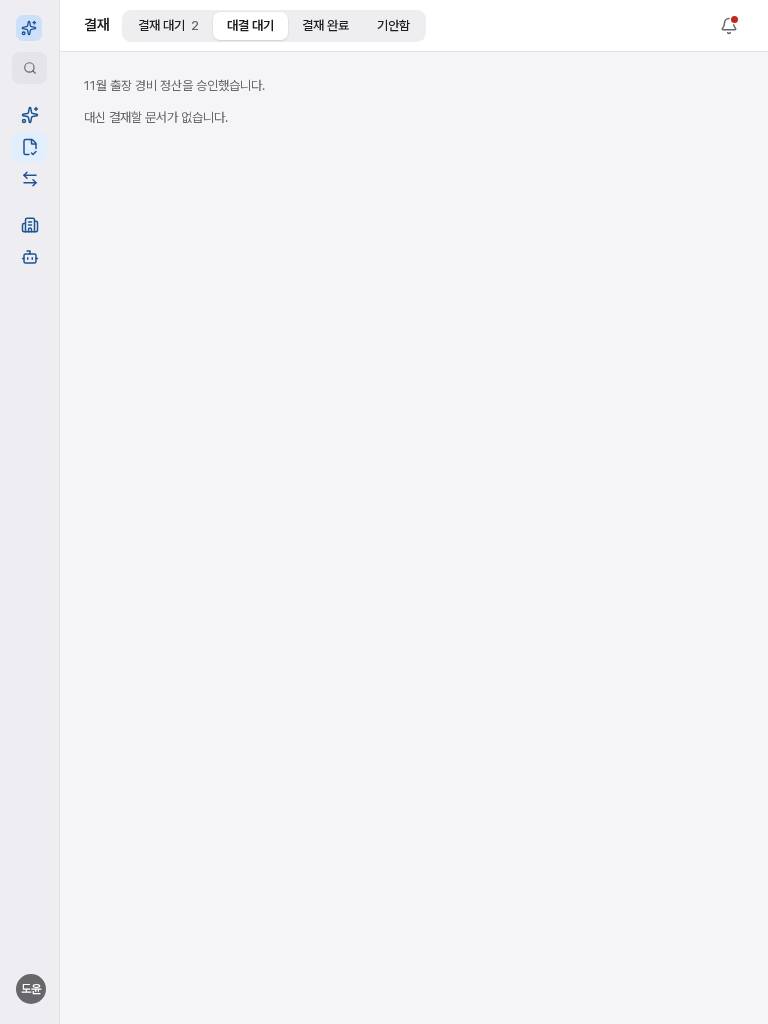 결재 결재 대기 2 대결 대기 결재 완료 기안함
11월 출장 경비 정산을 승인했습니다.
대신 결재할 문서가 없습니다.
도윤